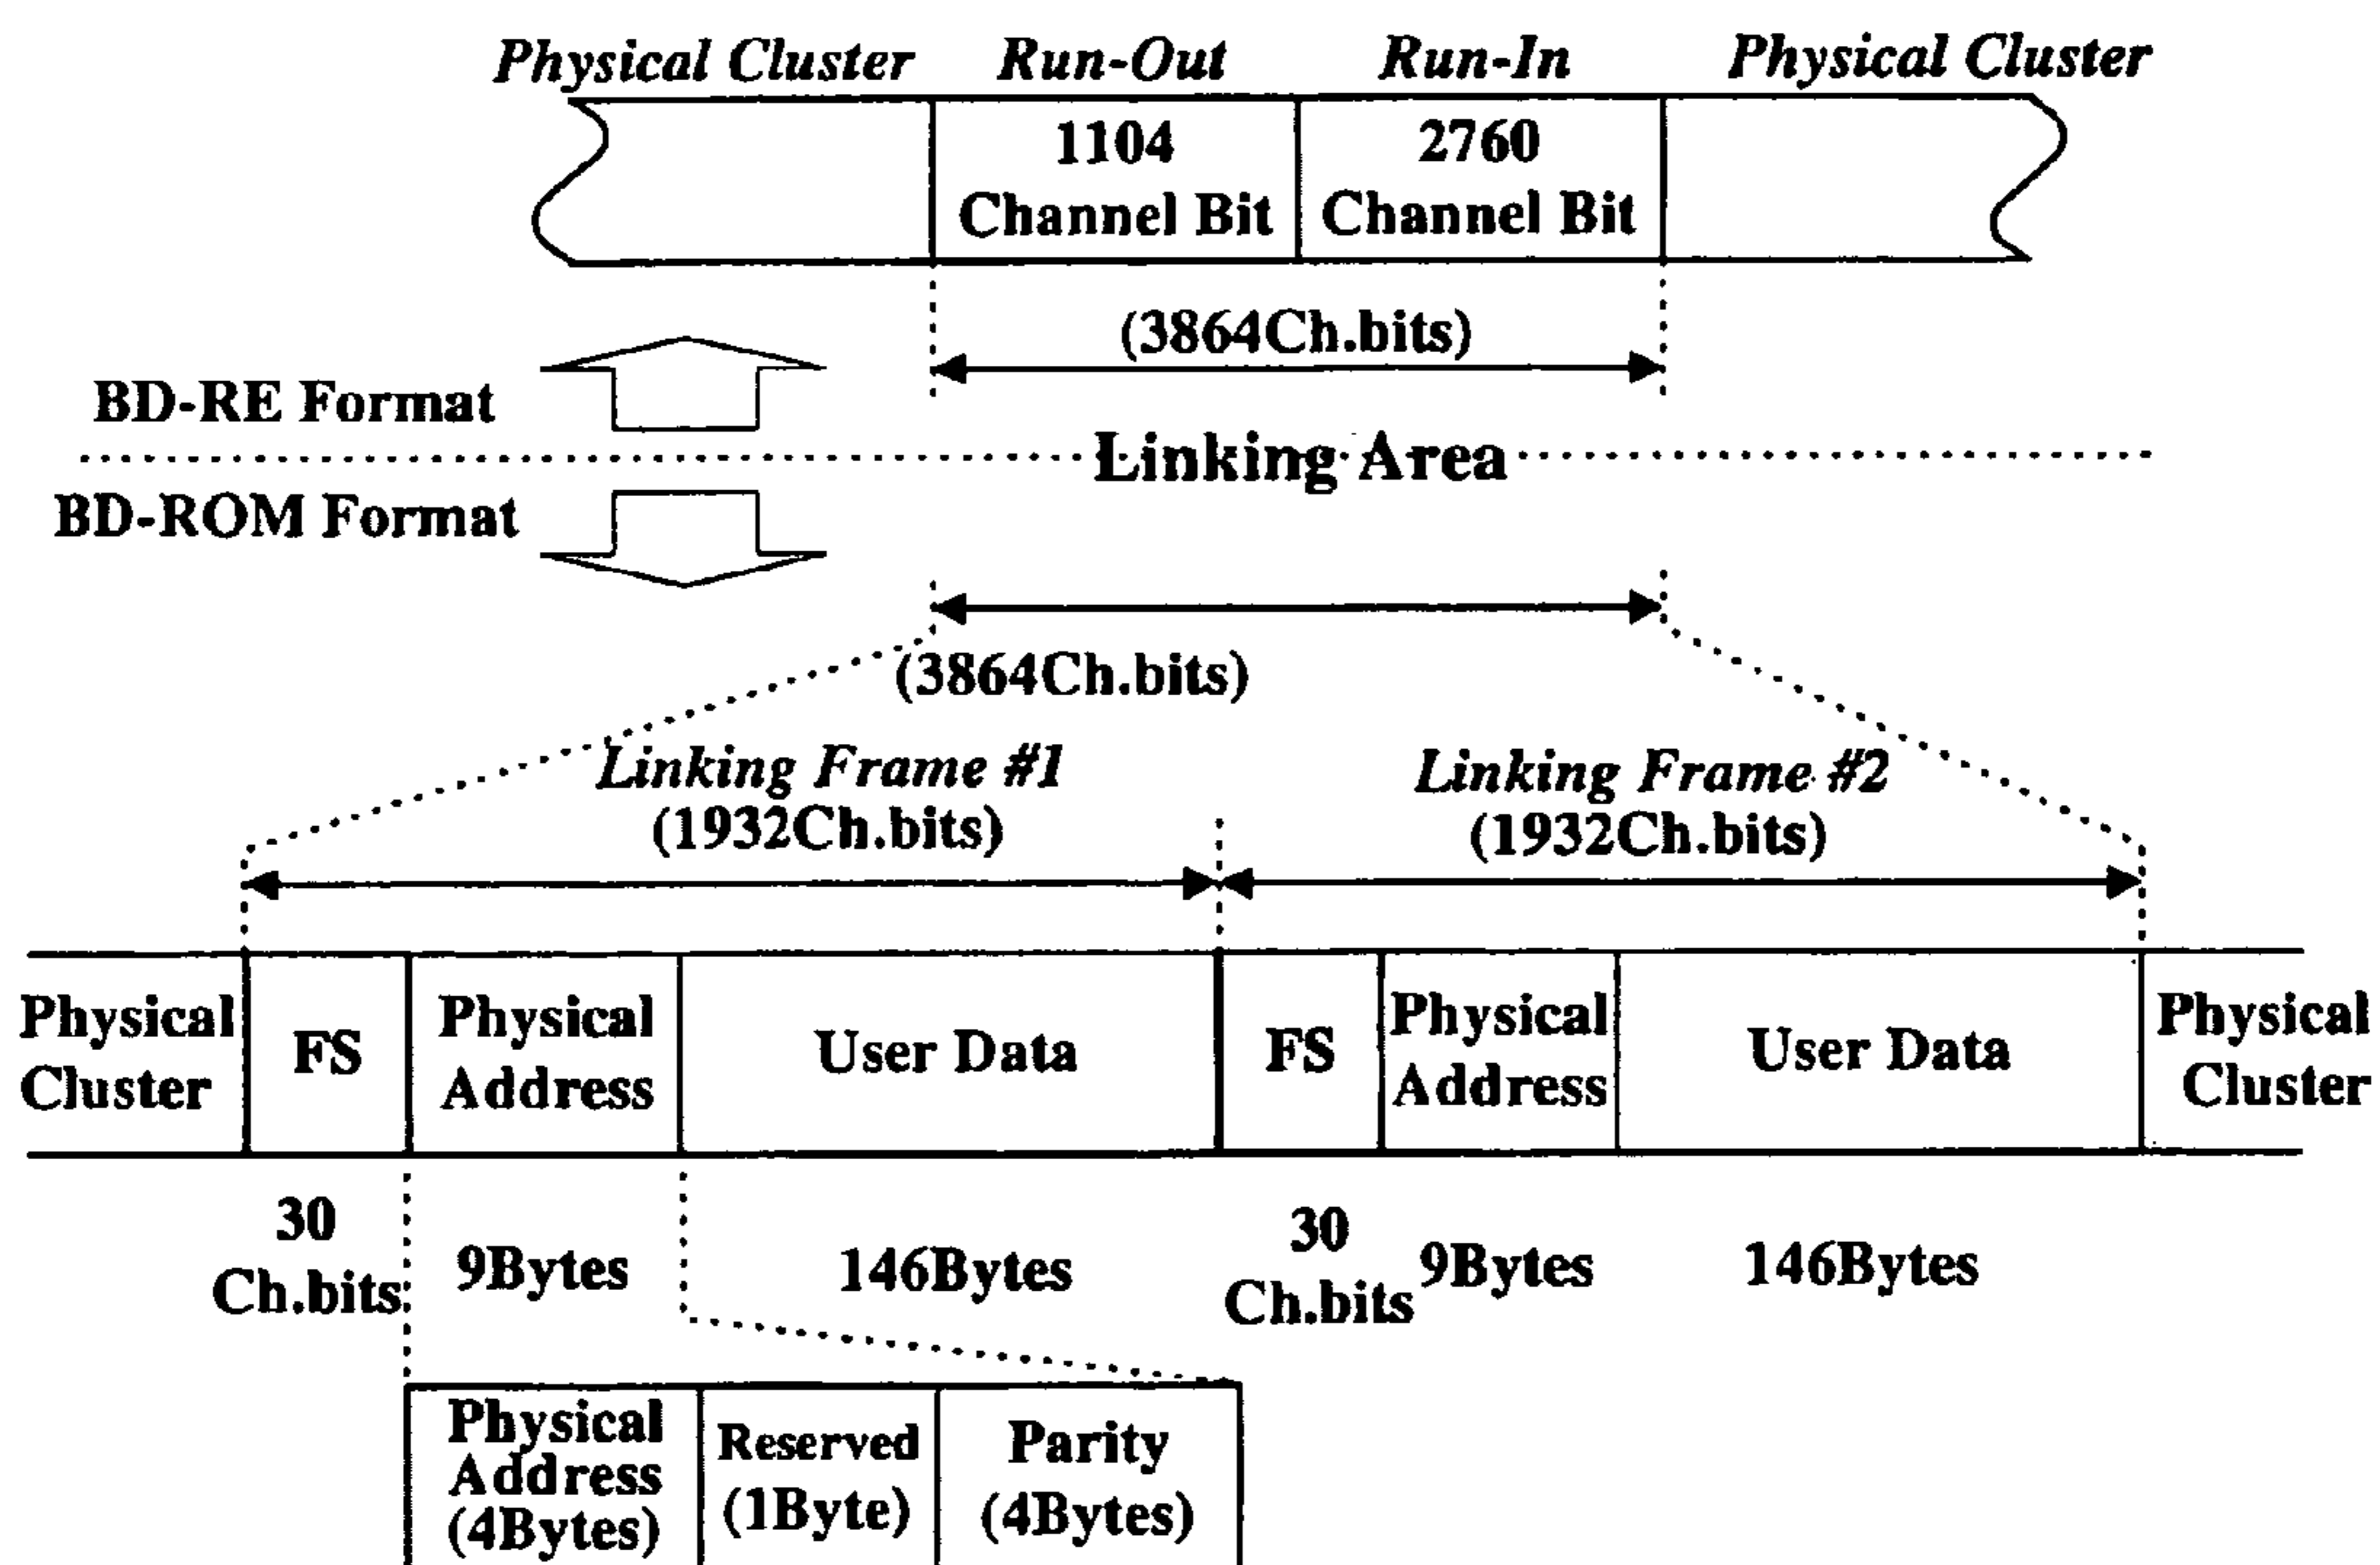 Physical Cluster Run-Out Run-In Physical Cluster
1104 Channel Bit
2760 Channel Bit
(3864Ch.bits)
BD-RE Format
Linking Area
BD-ROM Format
(3864Ch.bits)
Linking Frame #1
(1932Ch.bits)
Linking Frame #2
(1932Ch.bits)
Physical Cluster
FS
Physical Address
User Data
FS
Physical Address
User Data
Physical Cluster
30 Ch.bits
9Bytes
146Bytes
30 Ch.bits
9Bytes
146Bytes
Physical Address (4Bytes)
Reserved (1Byte)
Parity (4Bytes)